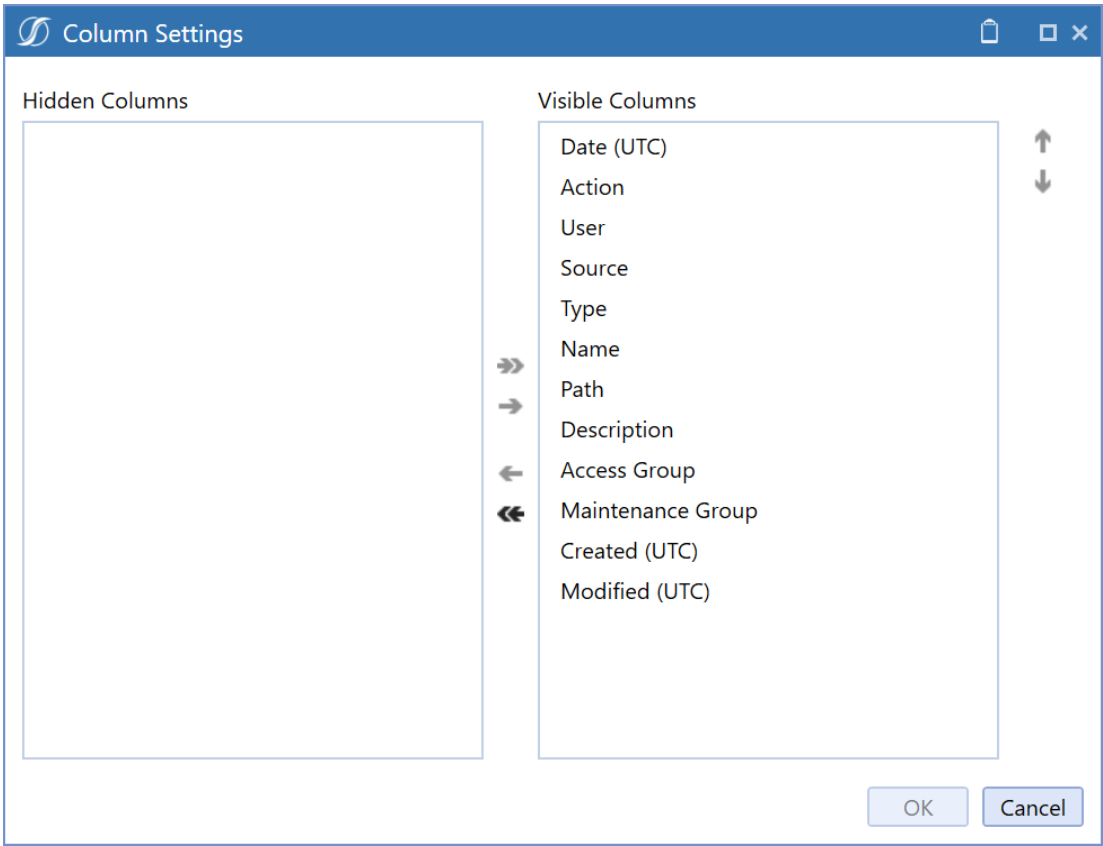 Column Settings
Hidden Columns
Visible Columns
Date (UTC)
Action
User
Source
Type
Name
Path
Description
Access Group
Maintenance Group
Created (UTC)
Modified (UTC)
OK
Cancel